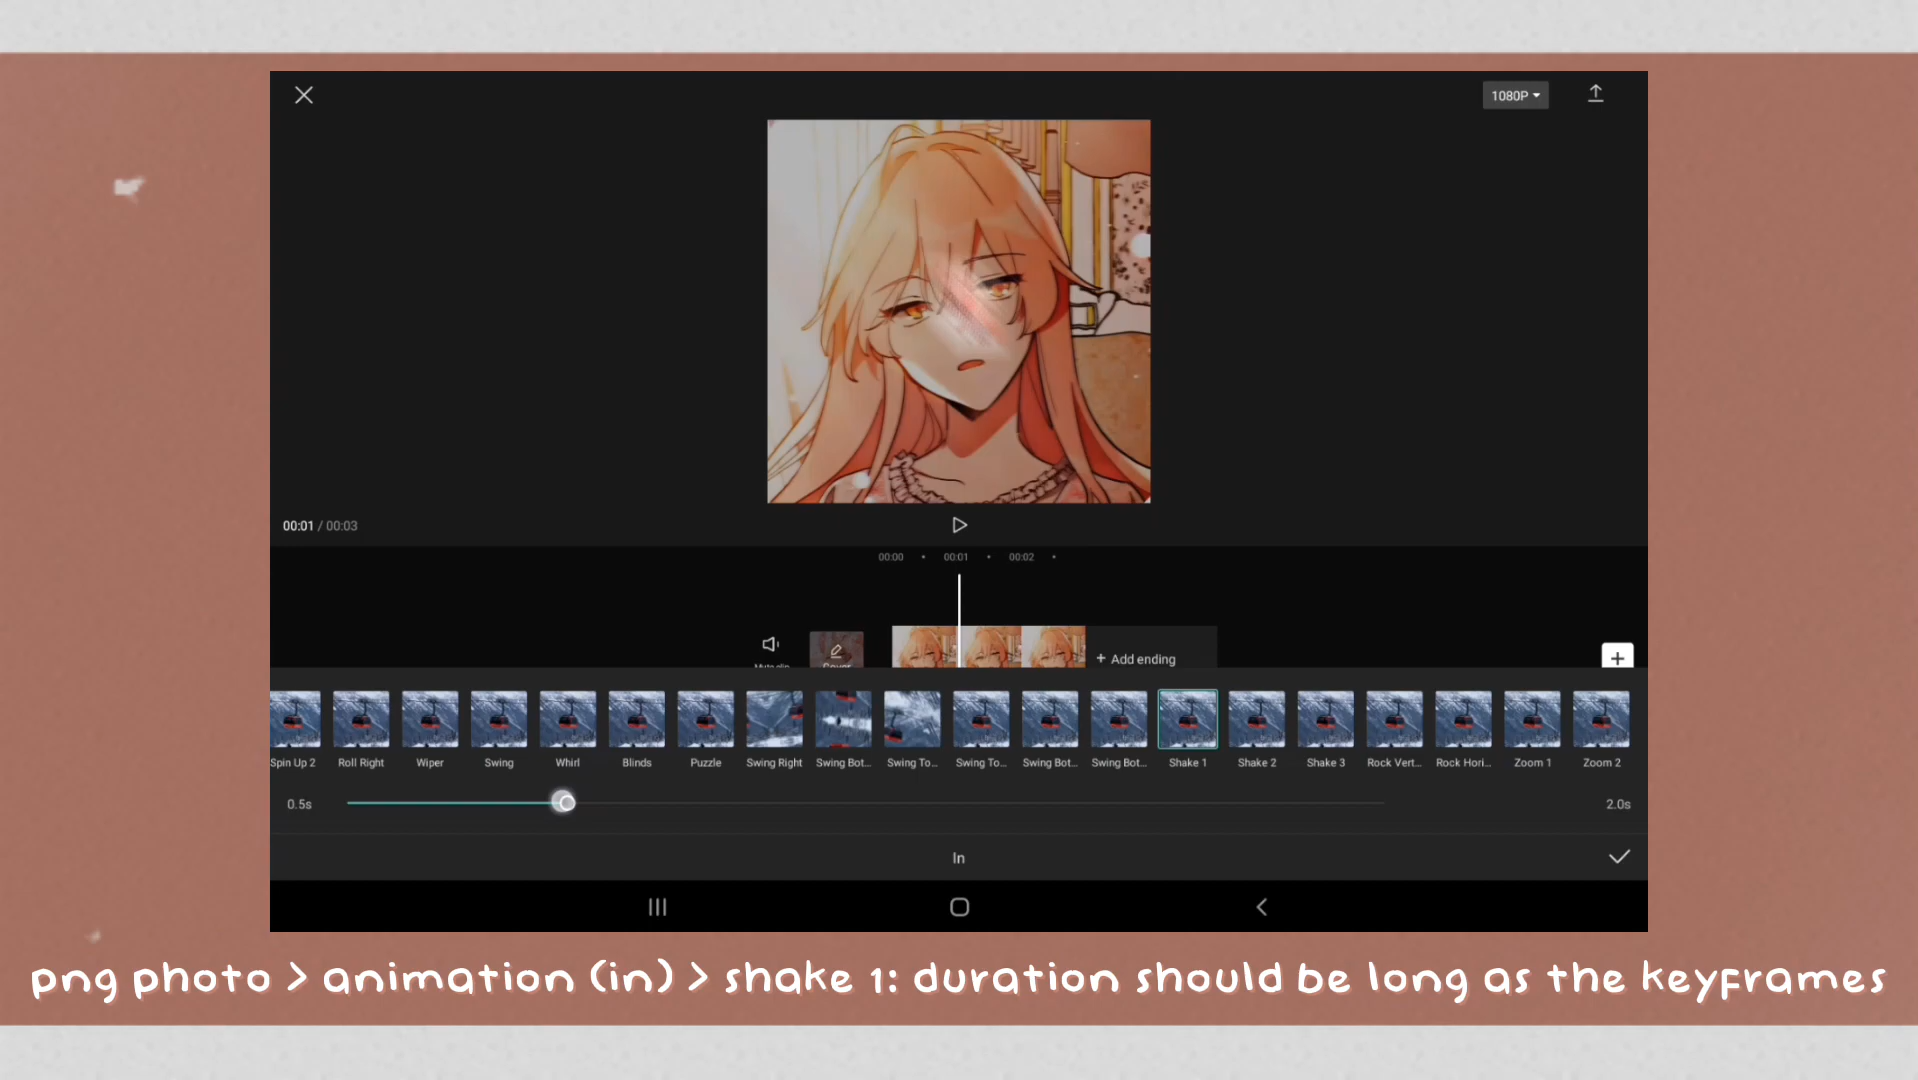 1080P
00:01 / 00:03
00:00 00:01 00:02
+ Add ending
Spin Up 2 Roll Right Wiper Swing Whirl Blinds Puzzle Swing Right Swing Bot... Swing To... Swing To... Swing Bot... Swing Bot... Shake 1 Shake 2 Shake 3 Rock Vert... Rock Hori... Zoom 1 Zoom 2
0.5s 2.0s
In
png photo > animation (in) > shake 1: duration should be long as the keyframes